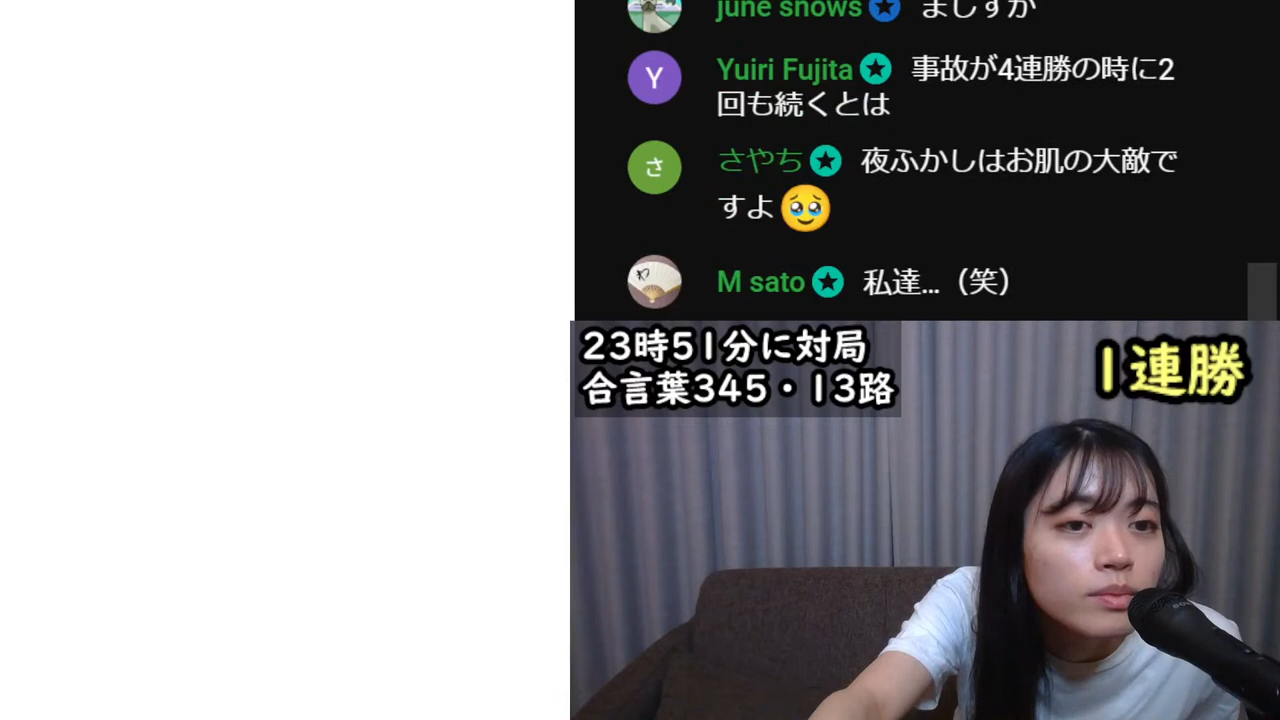 june snows ましすか
Yuiri Fujita 事故が4連勝の時に2
回も続くとは
さやち 夜ふかしはお肌の大敵で
すよ
M sato 私達...（笑）
23時51分に対局
合言葉345・13路
1連勝
Y
さ